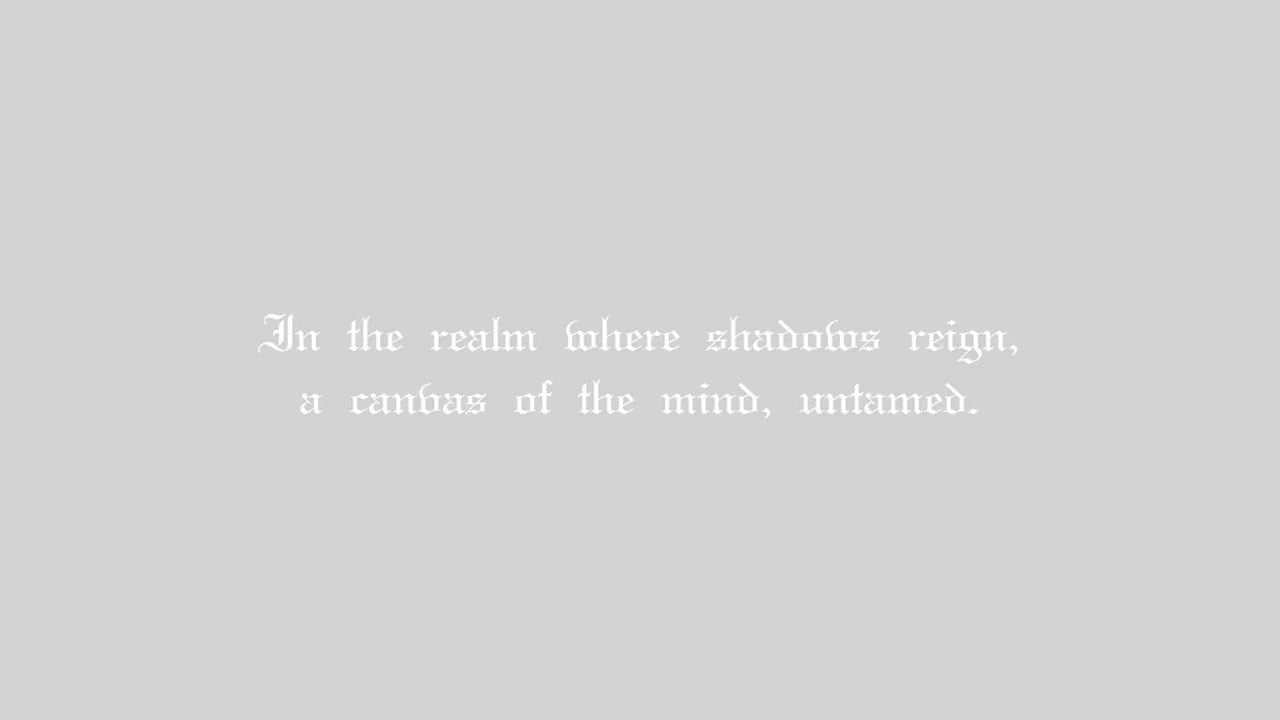 In the realm where shadows reign,
a canvas of the mind, untamed.